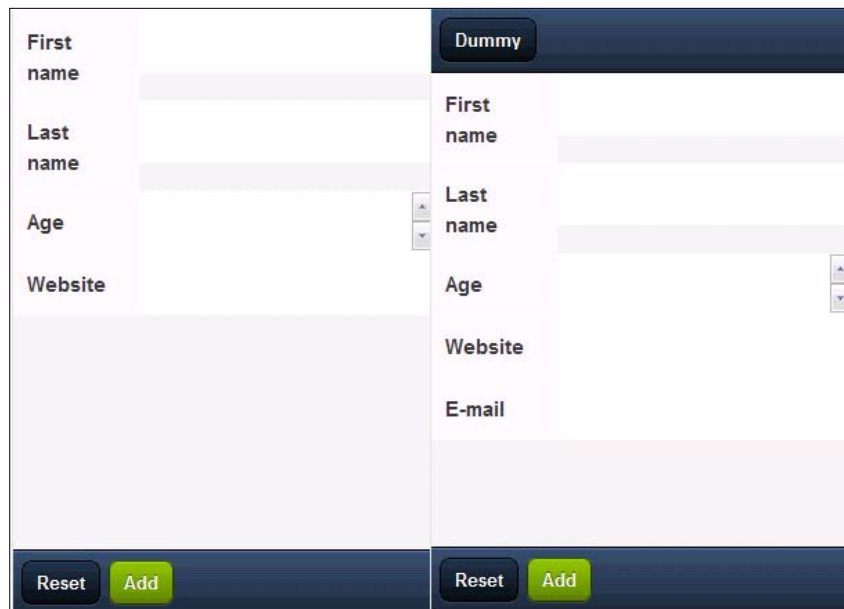 First
name
Last
name
Age
Website
Reset Add
Dummy
First
name
Last
name
Age
Website
E-mail
Reset Add